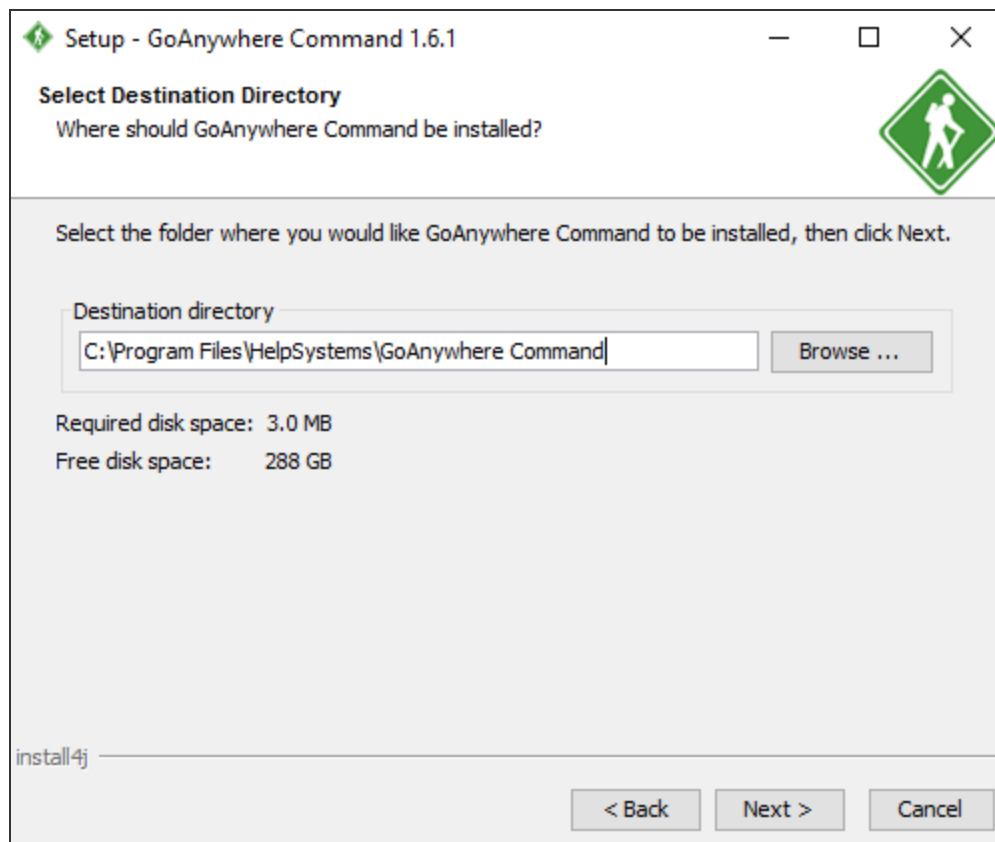 Setup - GoAnywhere Command 1.6.1
Select Destination Directory
Where should GoAnywhere Command be installed?
Select the folder where you would like GoAnywhere Command to be installed, then click Next.
Destination directory
C:\Program Files\HelpSystems\GoAnywhere Command
Browse ...
Required disk space: 3.0 MB
Free disk space: 288 GB
install4j
< Back Next > Cancel